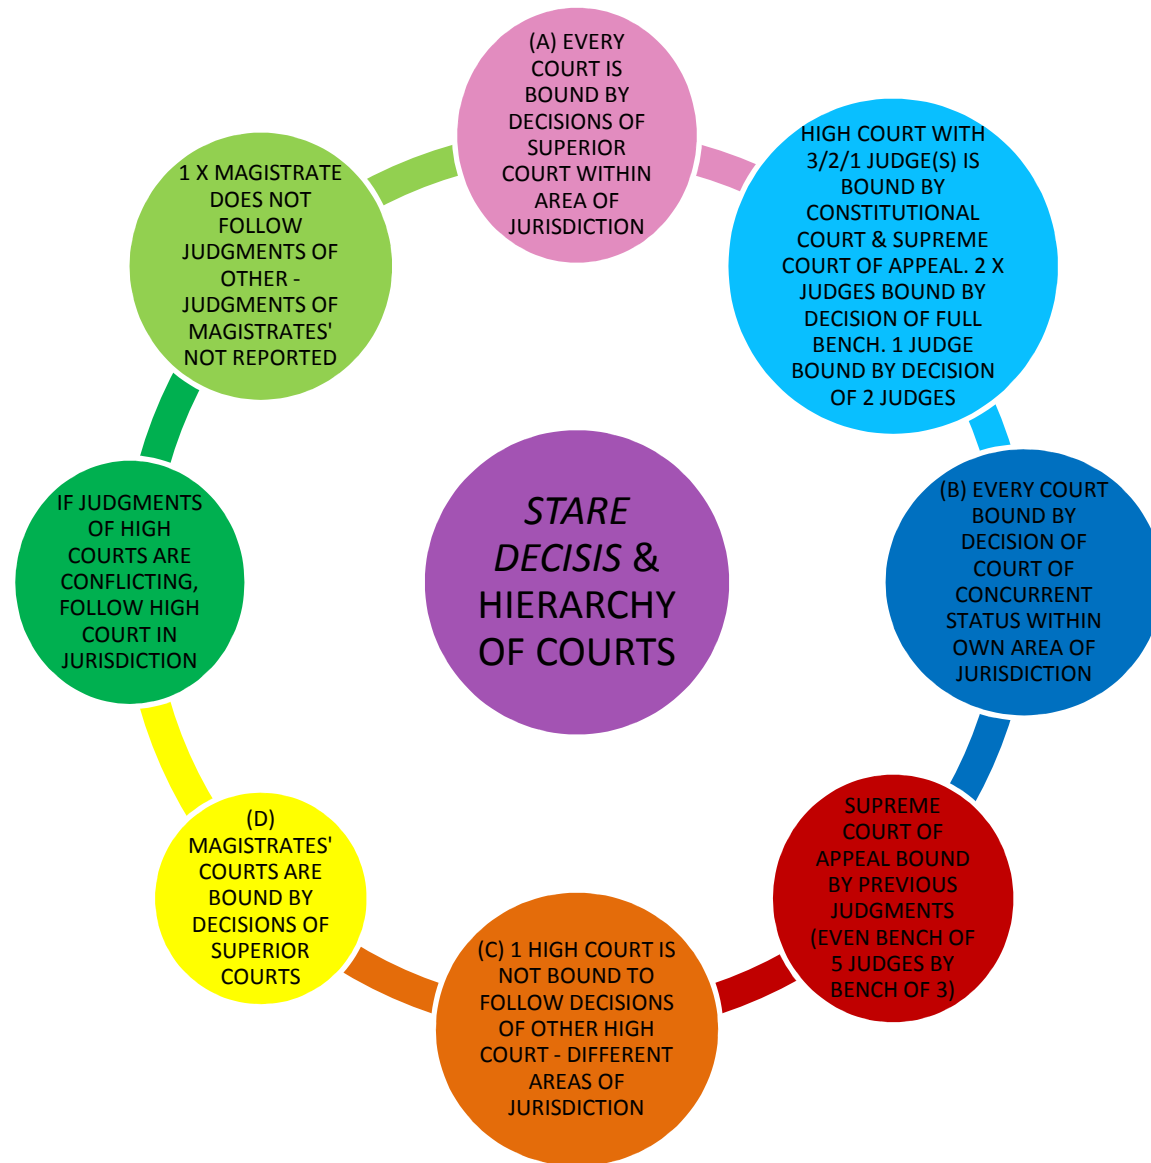 (A) EVERY
COURT IS
BOUND BY
DECISIONS OF
SUPERIOR
COURT WITHIN
AREA OF
JURISDICTION
HIGH COURT WITH
3/2/1 JUDGE(S) IS
BOUND BY
CONSTITUTIONAL
COURT & SUPREME
COURT OF APPEAL. 2 X
JUDGES BOUND BY
DECISION OF FULL
BENCH. 1 JUDGE
BOUND BY DECISION
OF 2 JUDGES
(B) EVERY COURT
BOUND BY
DECISION OF
COURT OF
CONCURRENT
STATUS WITHIN
OWN AREA OF
JURISDICTION
SUPREME
COURT OF
APPEAL BOUND
BY PREVIOUS
JUDGMENTS
(EVEN BENCH OF
5 JUDGES BY
BENCH OF 3)
(C) 1 HIGH COURT IS
NOT BOUND TO
FOLLOW DECISIONS
OF OTHER HIGH
COURT - DIFFERENT
AREAS OF
JURISDICTION
(D)
MAGISTRATES'
COURTS ARE
BOUND BY
DECISIONS OF
SUPERIOR
COURTS
IF JUDGMENTS
OF HIGH
COURTS ARE
CONFLICTING,
FOLLOW HIGH
COURT IN
JURISDICTION
1 X MAGISTRATE
DOES NOT
FOLLOW
JUDGMENTS OF
OTHER -
JUDGMENTS OF
MAGISTRATES'
NOT REPORTED
STARE
DECISIS &
HIERARCHY
OF COURTS